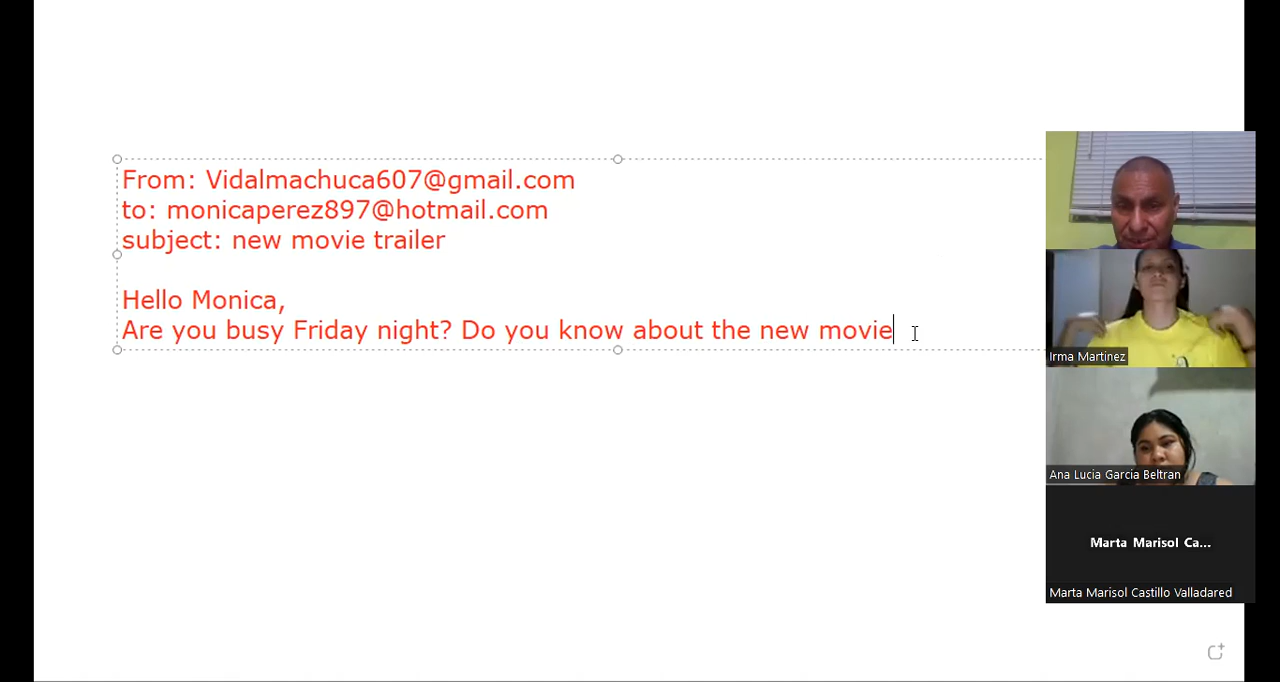 From: Vidalmachuca607@gmail.com
to: monicaperez897@hotmail.com
subject: new movie trailer
Hello Monica,
Are you busy Friday night? Do you know about the new movie
Irma Martinez
Ana Lucia Garcia Beltran
Marta Marisol Ca...
Marta Marisol Castillo Valladared